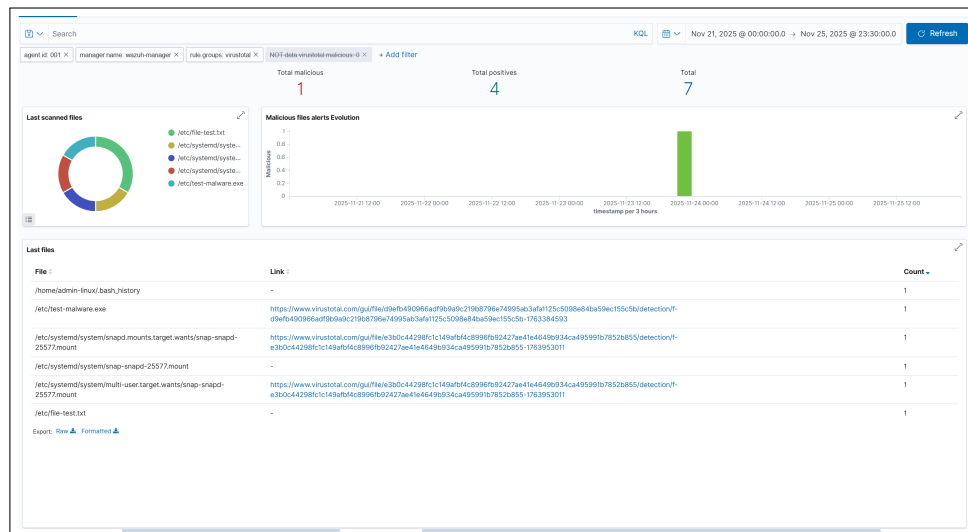 Search KQL Nov 21, 2025 @ 00:00:00.0 → Nov 25, 2025 @ 23:30:00.0 Refresh
agent.id: 001 × manager.name: wazuh-manager × rule.groups: virustotal × NOT data.virustotal.malicious: 0 × + Add filter
Total malicious Total positives Total
1 4 7
Last scanned files
/etc/file-test.txt
/etc/systemd/syste...
/etc/systemd/syste...
/etc/systemd/syste...
/etc/test-malware.exe
Malicious files alerts Evolution
Malicious
1
0.8
0.6
0.4
0.2
0
2025-11-21 12:00 2025-11-22 00:00 2025-11-22 12:00 2025-11-23 00:00 2025-11-23 12:00 2025-11-24 00:00 2025-11-24 12:00 2025-11-25 00:00 2025-11-25 12:00
timestamp per 3 hours
Last files
File Link Count
/home/admin-linux/.bash_history - 1
/etc/test-malware.exe https://www.virustotal.com/gui/file/d9efb490966adf9b9a9c219b8796e74995ab3afa1125c5098e84ba59ec155c5b/detection/f- 1
d9efb490966adf9b9a9c219b8796e74995ab3afa1125c5098e84ba59ec155c5b-1763384593
/etc/systemd/system/snapd.mounts.target.wants/snap-snapd- https://www.virustotal.com/gui/file/e3b0c44298fc1c149afbf4c8996fb92427ae41e4649b934ca495991b7852b855/detection/f- 1
25577.mount e3b0c44298fc1c149afbf4c8996fb92427ae41e4649b934ca495991b7852b855-1763953011
/etc/systemd/system/snap-snapd-25577.mount - 1
/etc/systemd/system/multi-user.target.wants/snap-snapd- https://www.virustotal.com/gui/file/e3b0c44298fc1c149afbf4c8996fb92427ae41e4649b934ca495991b7852b855/detection/f- 1
25577.mount e3b0c44298fc1c149afbf4c8996fb92427ae41e4649b934ca495991b7852b855-1763953011
/etc/file-test.txt - 1
Export: Raw Formatted